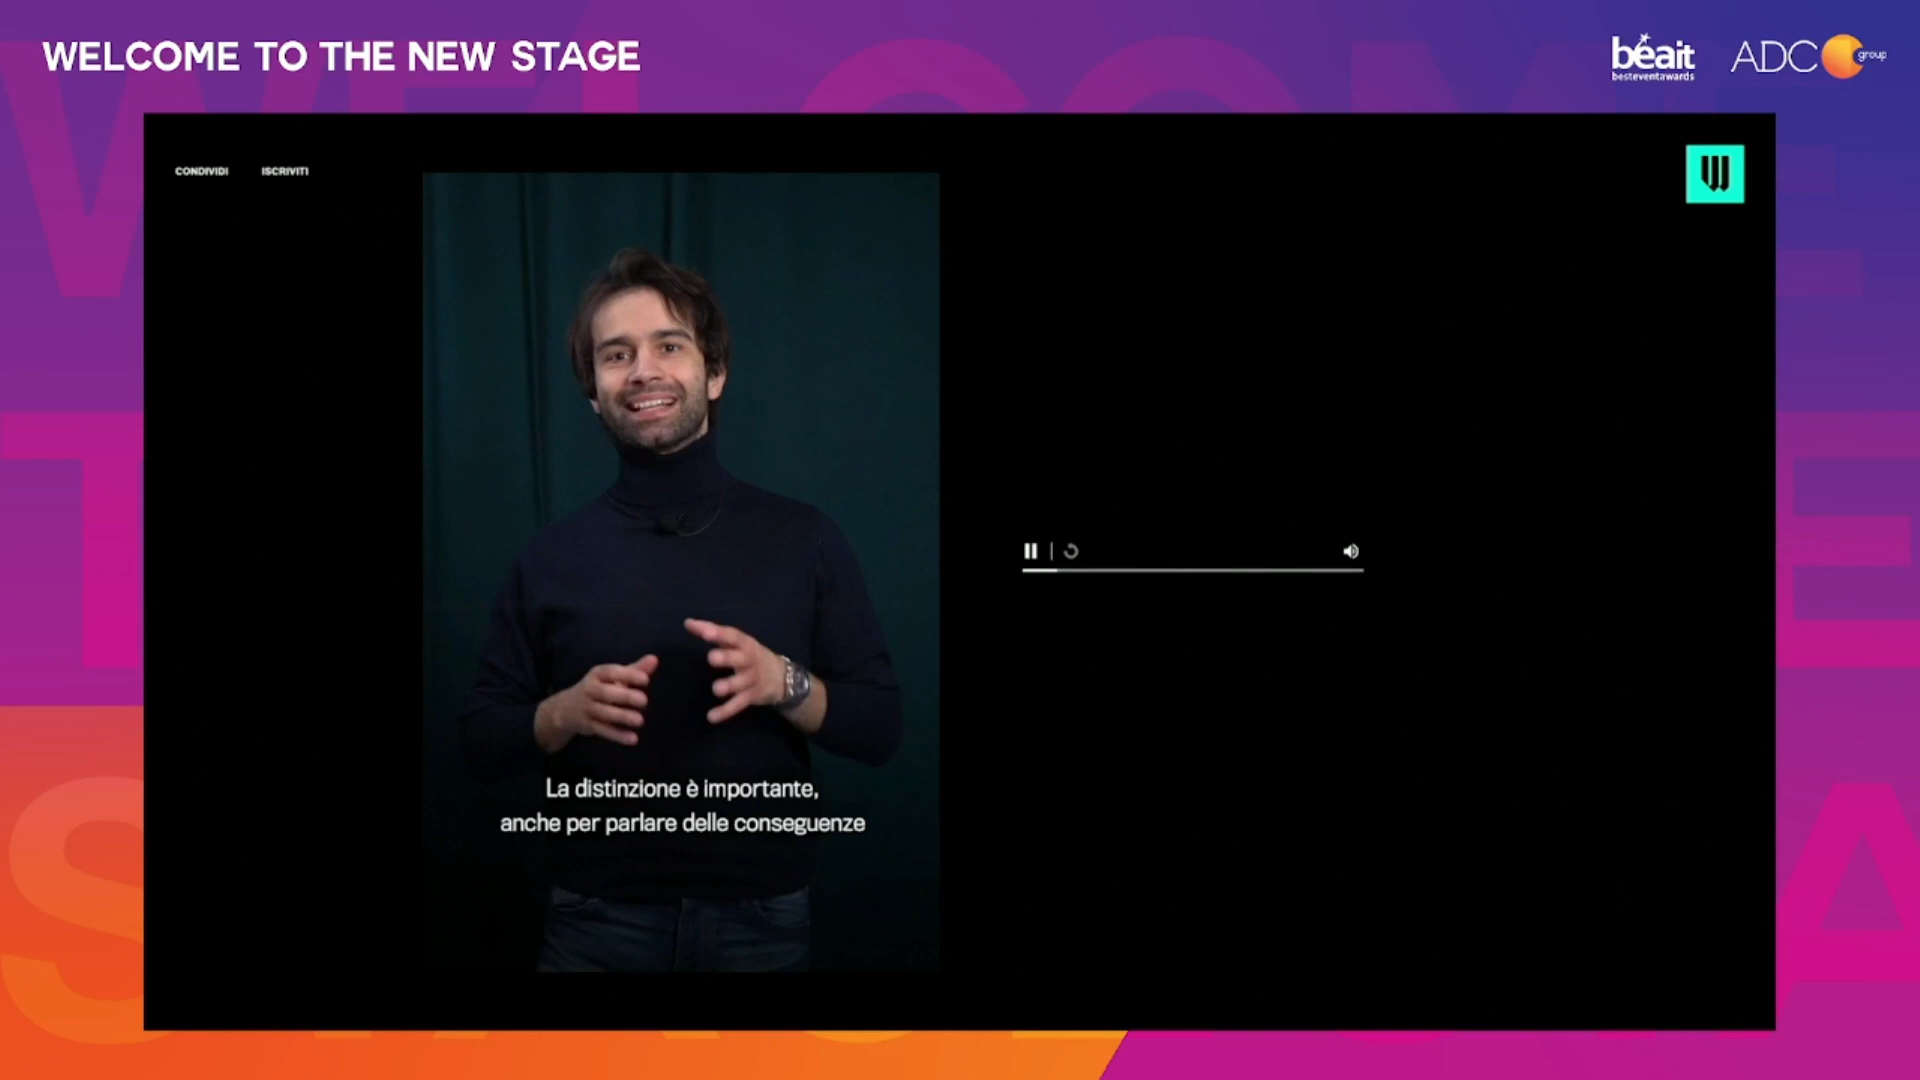 WELCOME TO THE NEW STAGE
béait
besteventawards
ADC group
CONDIVIDI ISCRIVITI
La distinzione è importante,
anche per parlare delle conseguenze